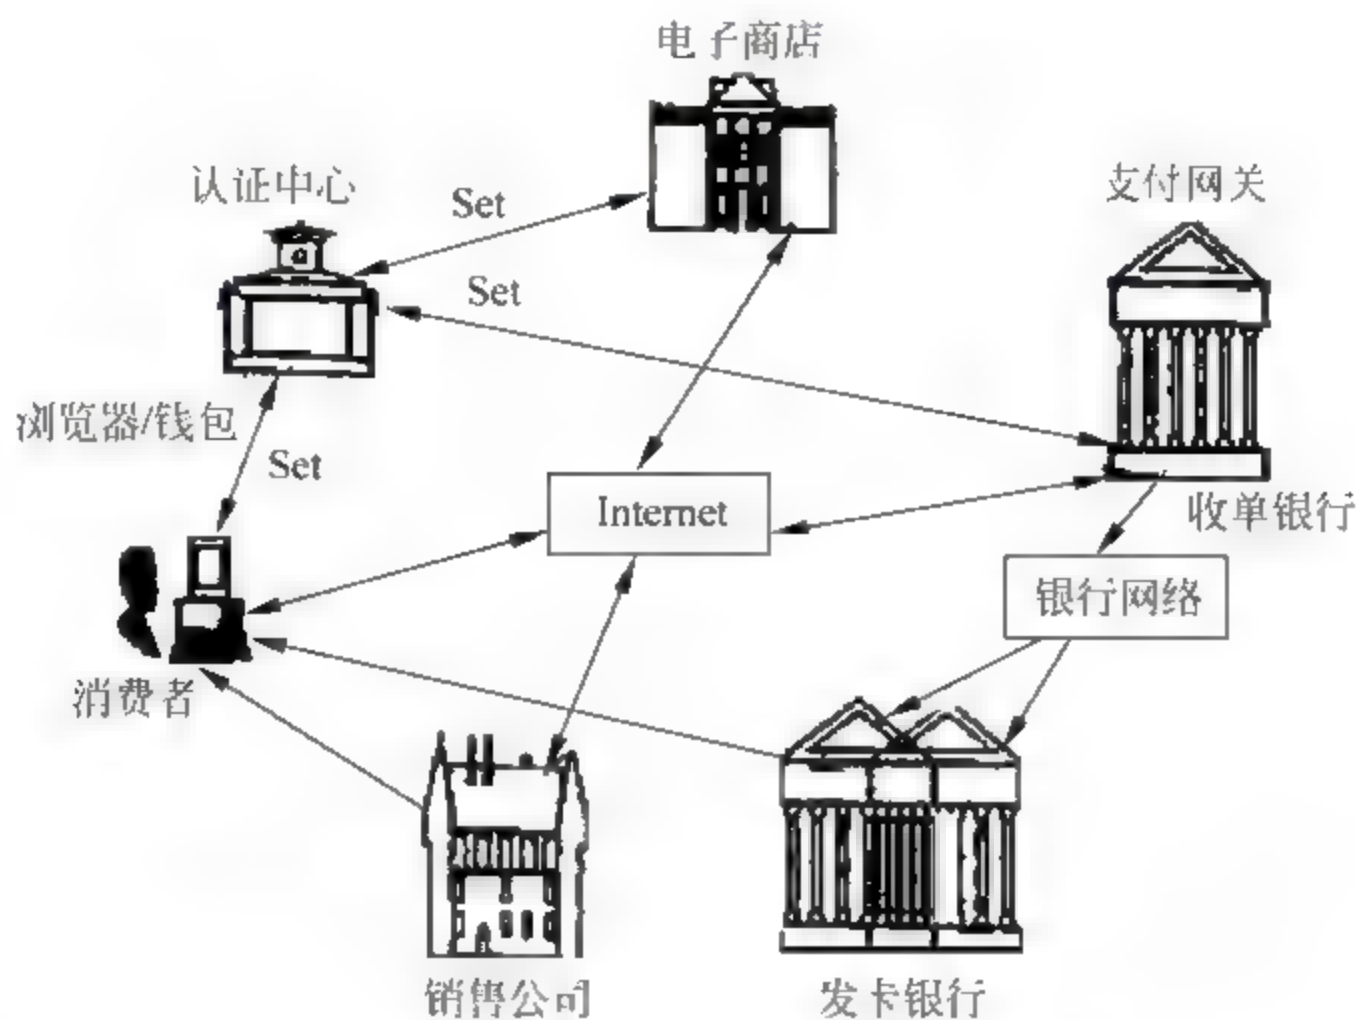 电子商店
认证中心
Set
支付网关
Set
浏览器/钱包
Set
Internet
收单银行
银行网络
消费者
销售公司
发卡银行